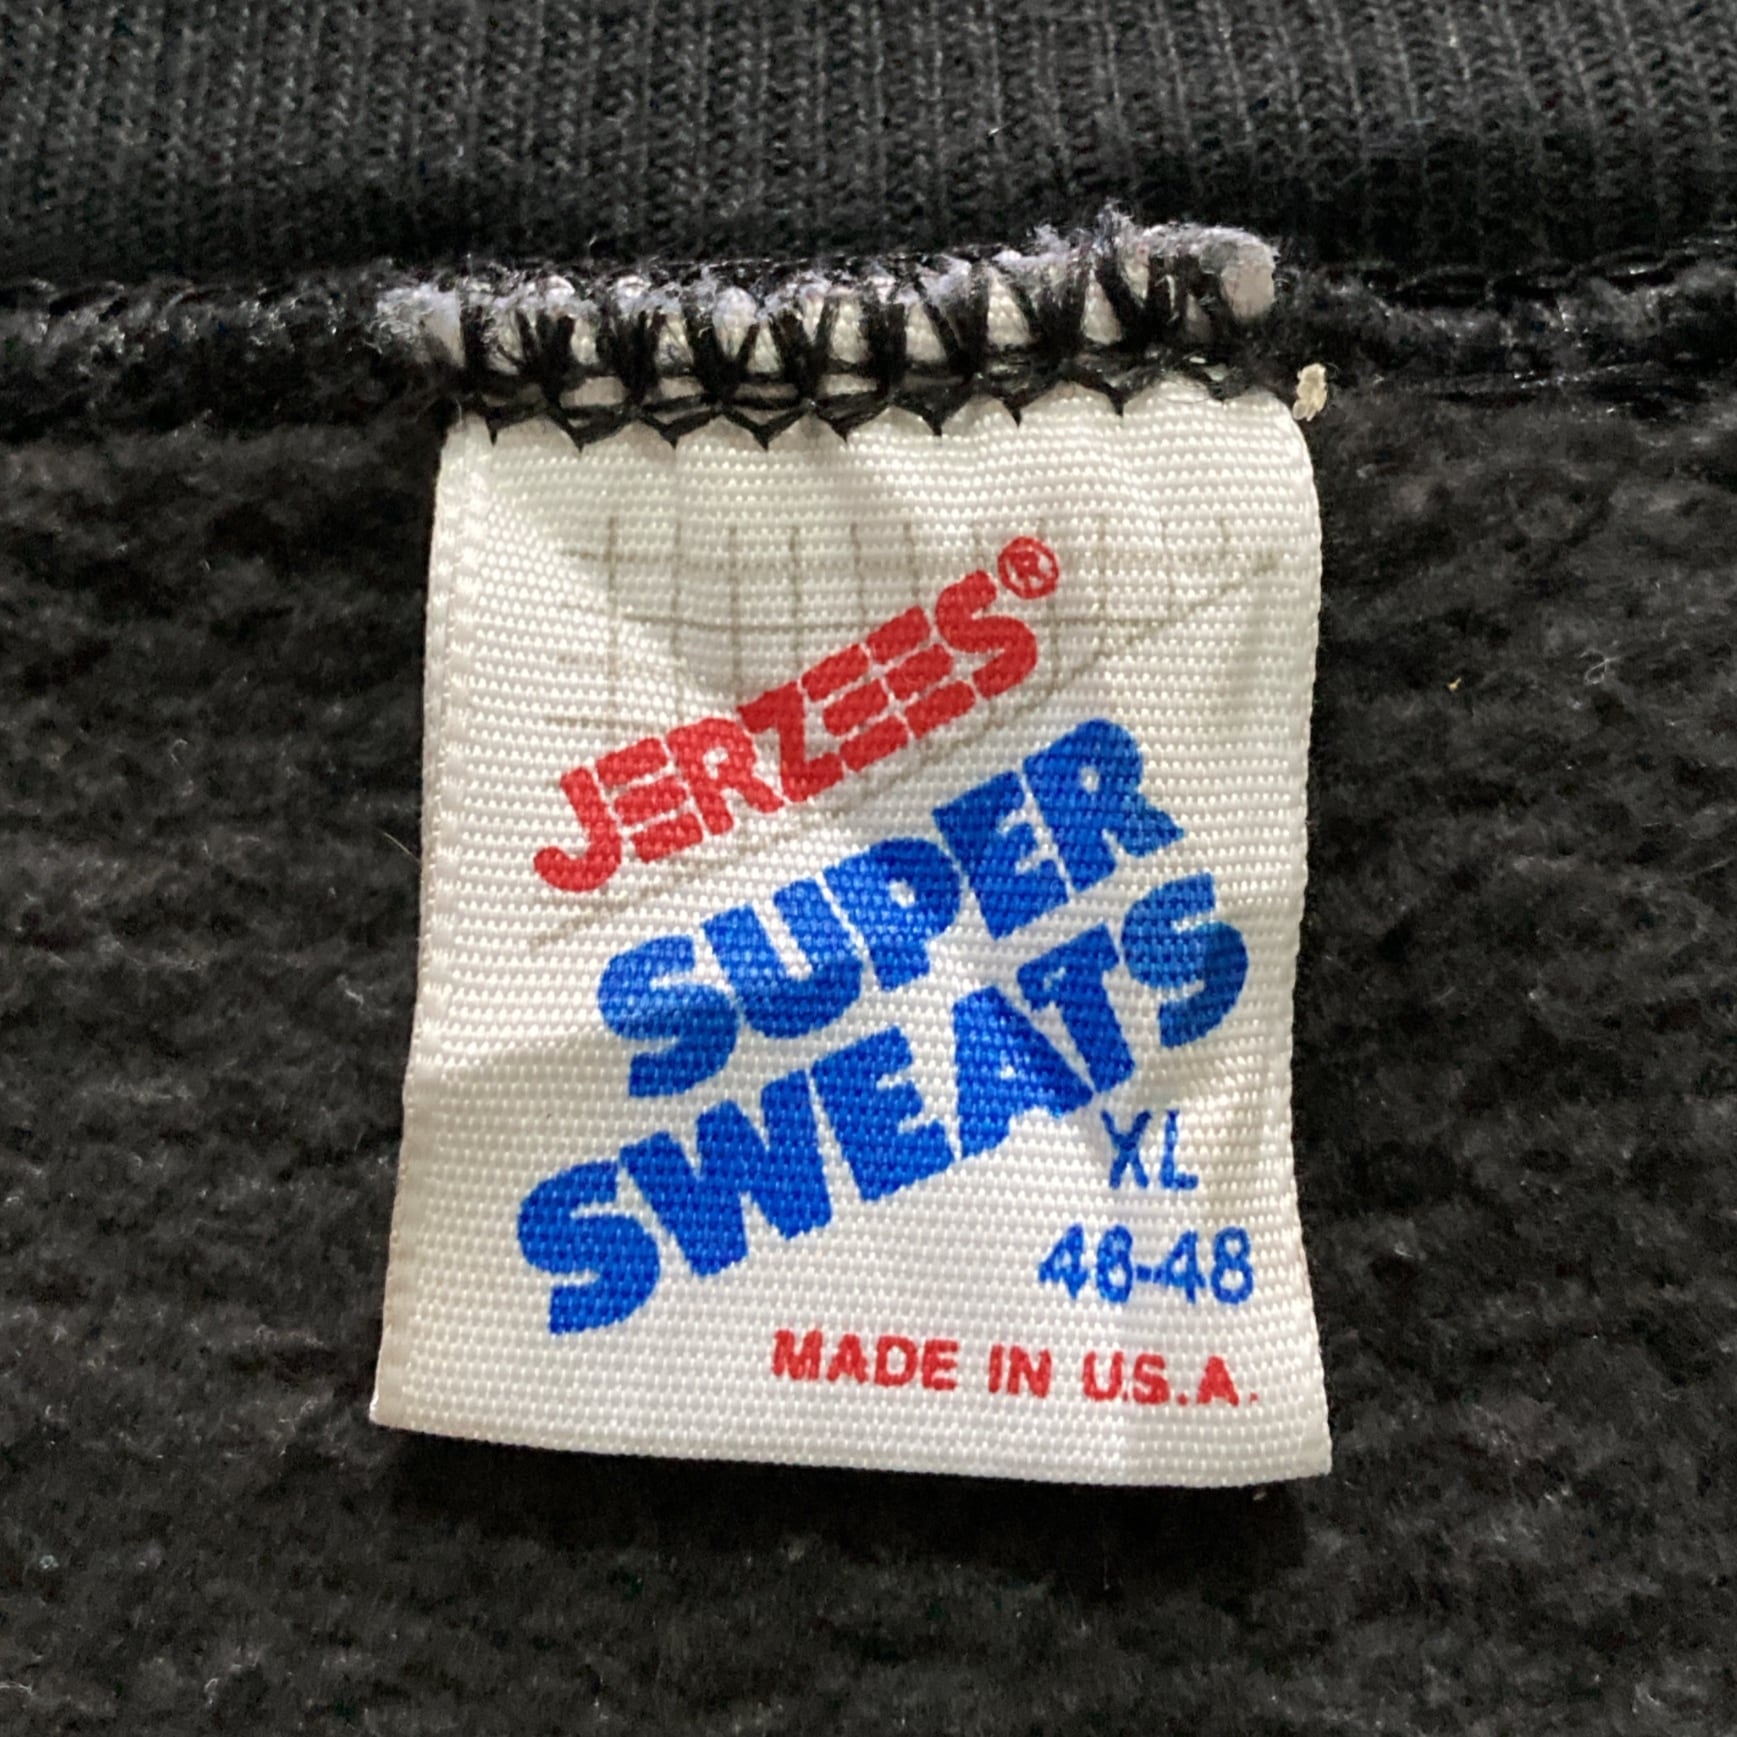 JERZEES®
SUPER
SWEATS
XL
46-48
MADE IN U.S.A.